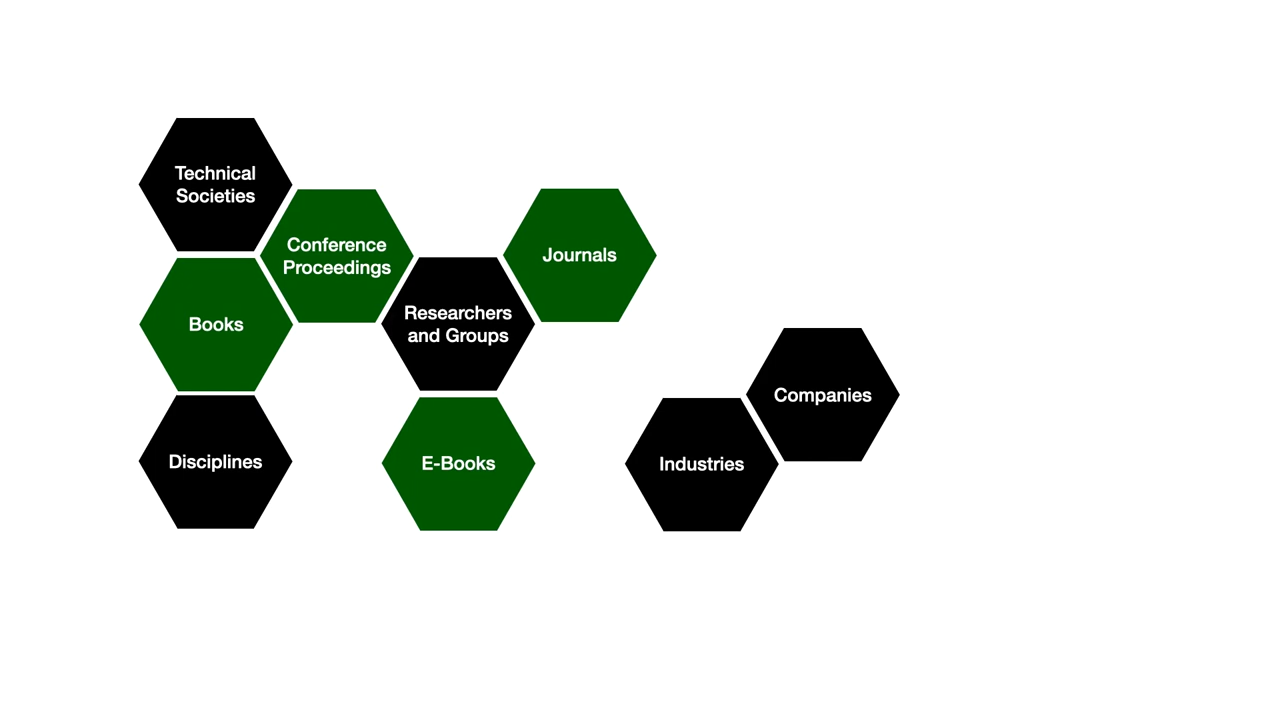 Technical
Societies
Conference
Proceedings
Journals
Books
Researchers
and Groups
Companies
Disciplines
E-Books
Industries